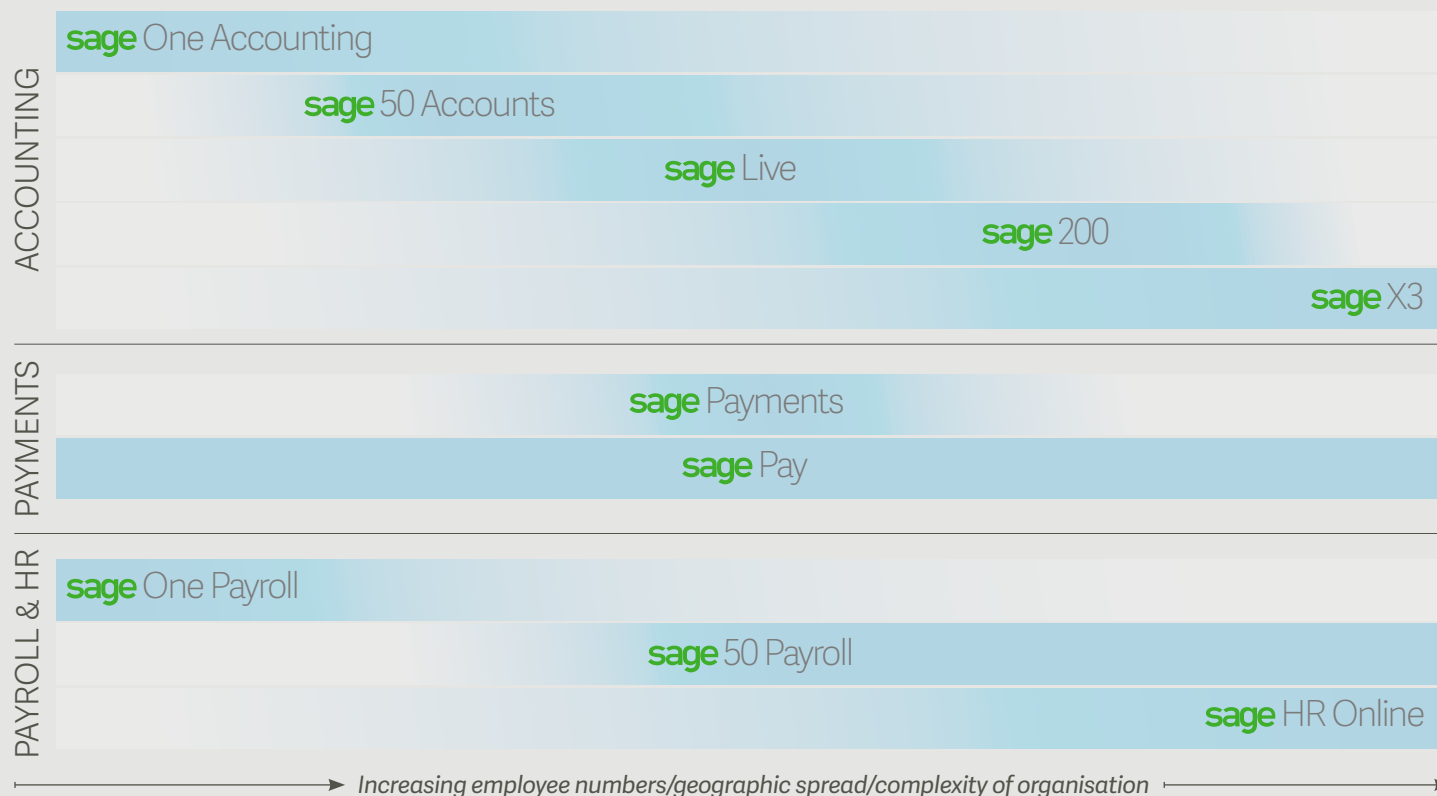 ACCOUNTING
sage One Accounting
sage 50 Accounts
sage Live
sage 200
sage X3
PAYMENTS
sage Payments
sage Pay
PAYROLL & HR
sage One Payroll
sage 50 Payroll
sage HR Online
Increasing employee numbers/geographic spread/complexity of organisation